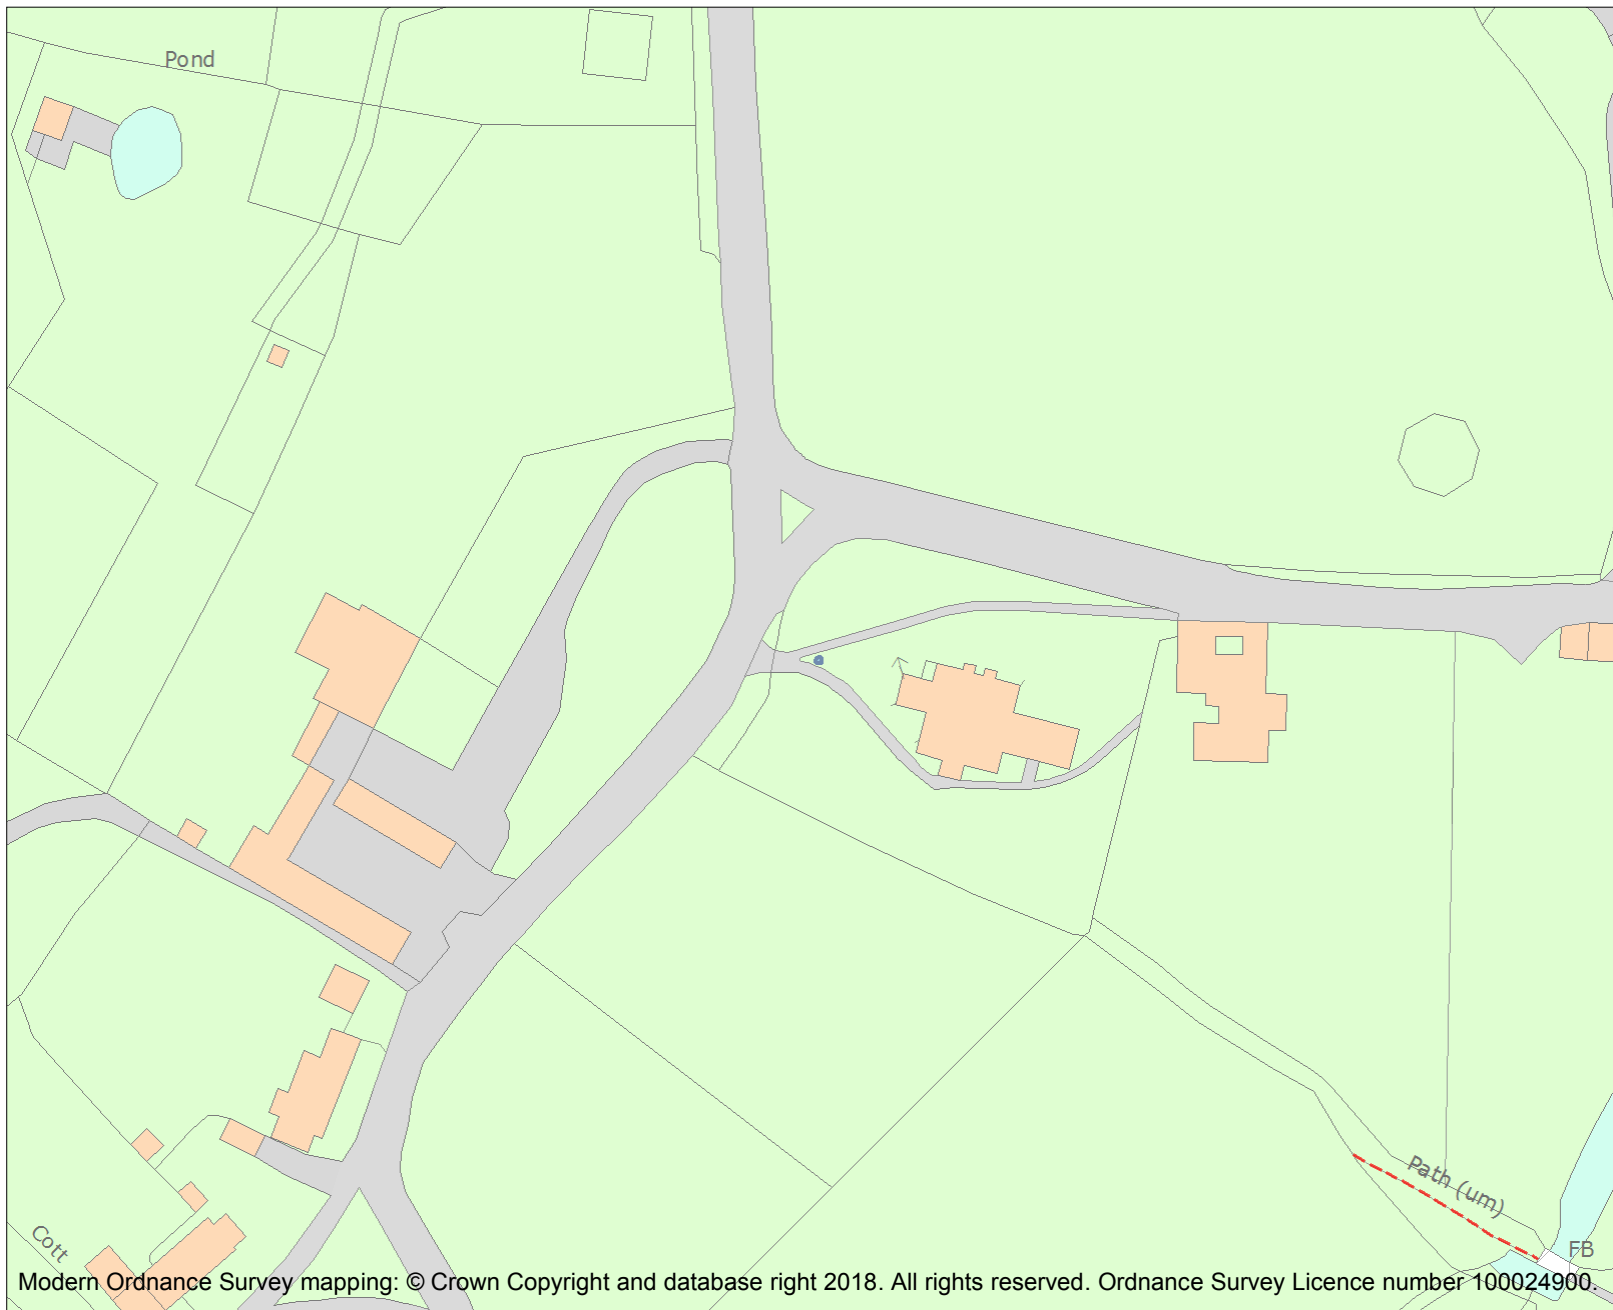 Pond
Path (um)
Cott
FB
Modern Ordnance Survey mapping: © Crown Copyright and database right 2018. All rights reserved. Ordnance Survey Licence number 100024900.